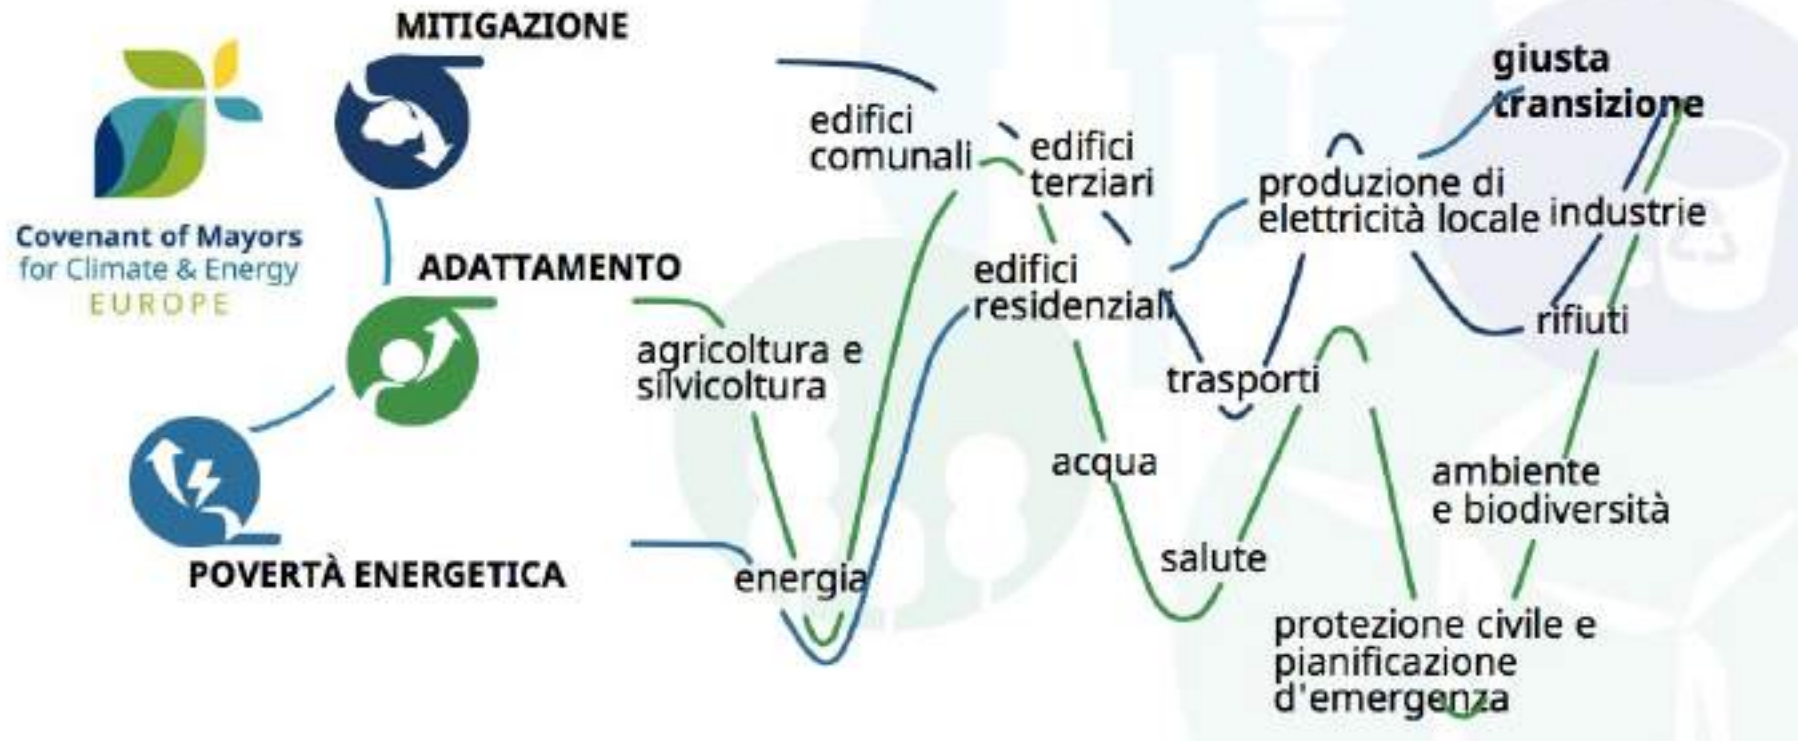 MITIGAZIONE
Covenant of Mayors
for Climate & Energy
EUROPE
ADATTAMENTO
POVERTÀ ENERGETICA
agricoltura e
silvicoltura
energia
edifici
comunali
edifici
terziari
edifici
residenziali
acqua
trasporti
salute
produzione di
elettricità locale
giusta
transizione
industrie
rifiuti
ambiente
e biodiversità
protezione civile e
pianificazione
d'emergenza